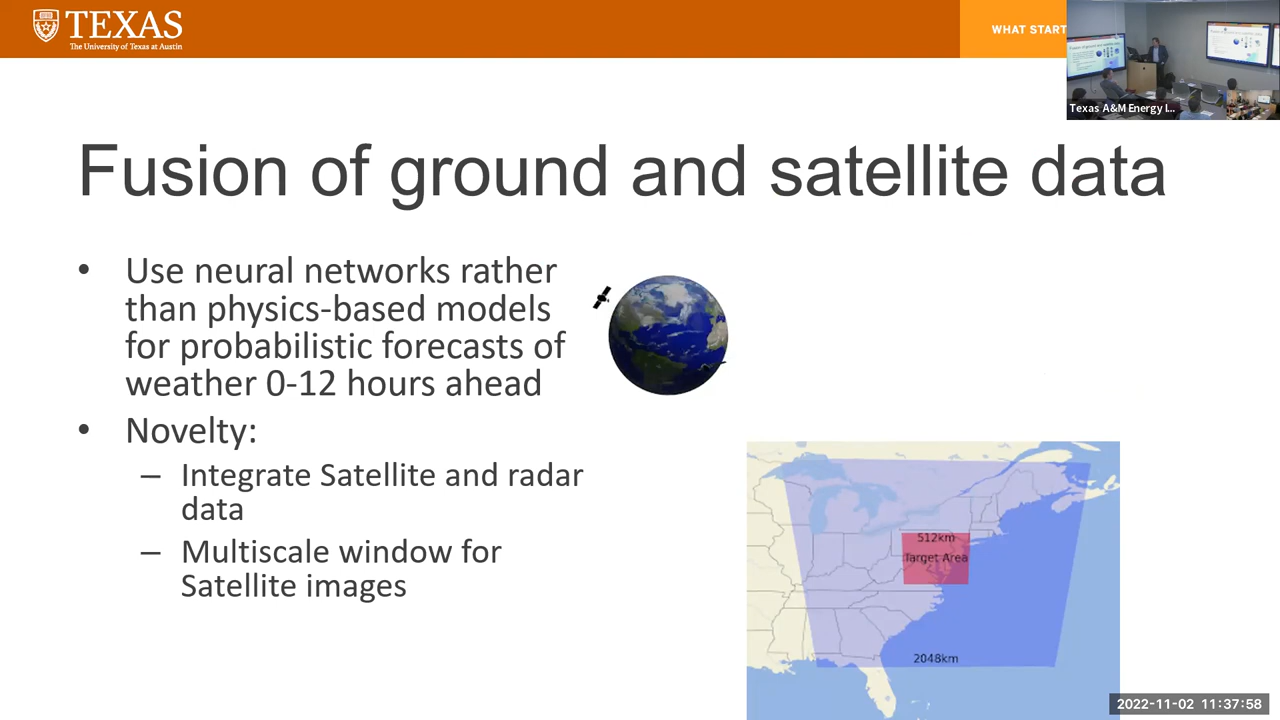 TEXAS
The University of Texas at Austin
WHAT START
Texas A&M Energy I...
Fusion of ground and satellite data
• Use neural networks rather
than physics-based models
for probabilistic forecasts of
weather 0-12 hours ahead
• Novelty:
– Integrate Satellite and radar
data
– Multiscale window for
Satellite images
512km
Target Area
2048km
2022-11-02 11:37:58